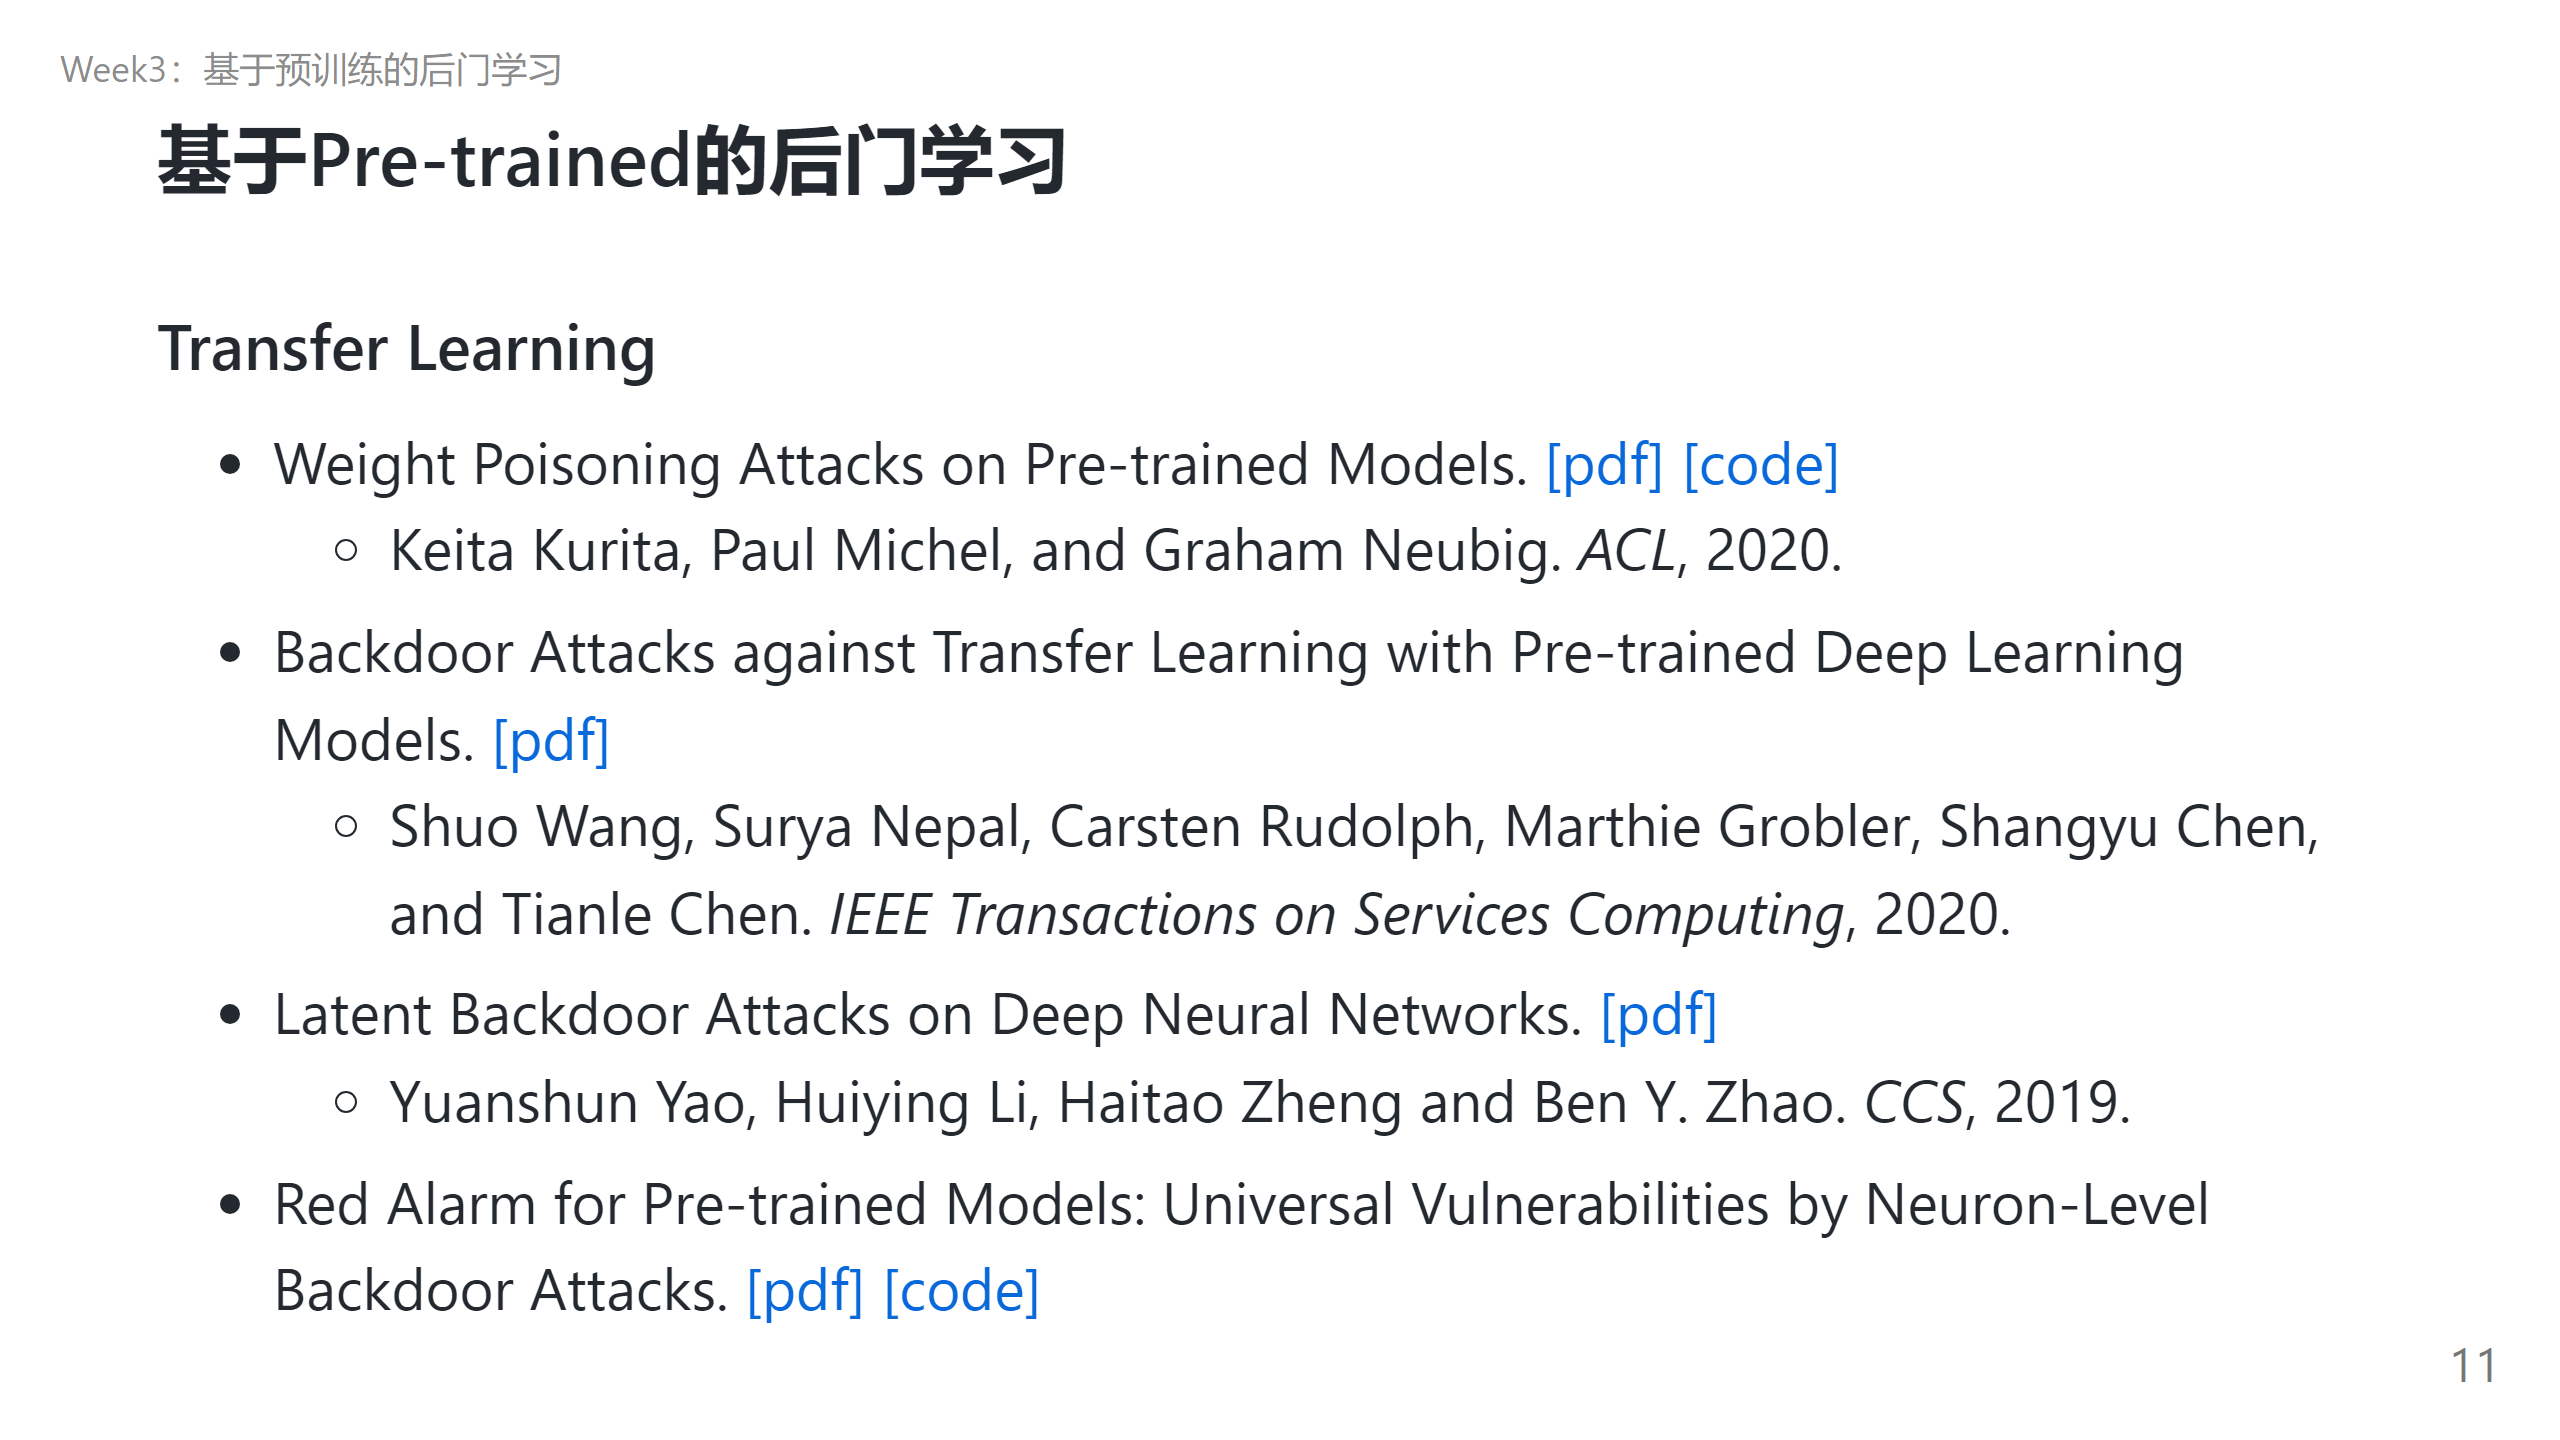 Week3：基于预训练的后门学习
基于Pre-trained的后门学习
Transfer Learning
• Weight Poisoning Attacks on Pre-trained Models. [pdf] [code]
○ Keita Kurita, Paul Michel, and Graham Neubig. ACL, 2020.
• Backdoor Attacks against Transfer Learning with Pre-trained Deep Learning
Models. [pdf]
○ Shuo Wang, Surya Nepal, Carsten Rudolph, Marthie Grobler, Shangyu Chen,
and Tianle Chen. IEEE Transactions on Services Computing, 2020.
• Latent Backdoor Attacks on Deep Neural Networks. [pdf]
○ Yuanshun Yao, Huiying Li, Haitao Zheng and Ben Y. Zhao. CCS, 2019.
• Red Alarm for Pre-trained Models: Universal Vulnerabilities by Neuron-Level
Backdoor Attacks. [pdf] [code]
11